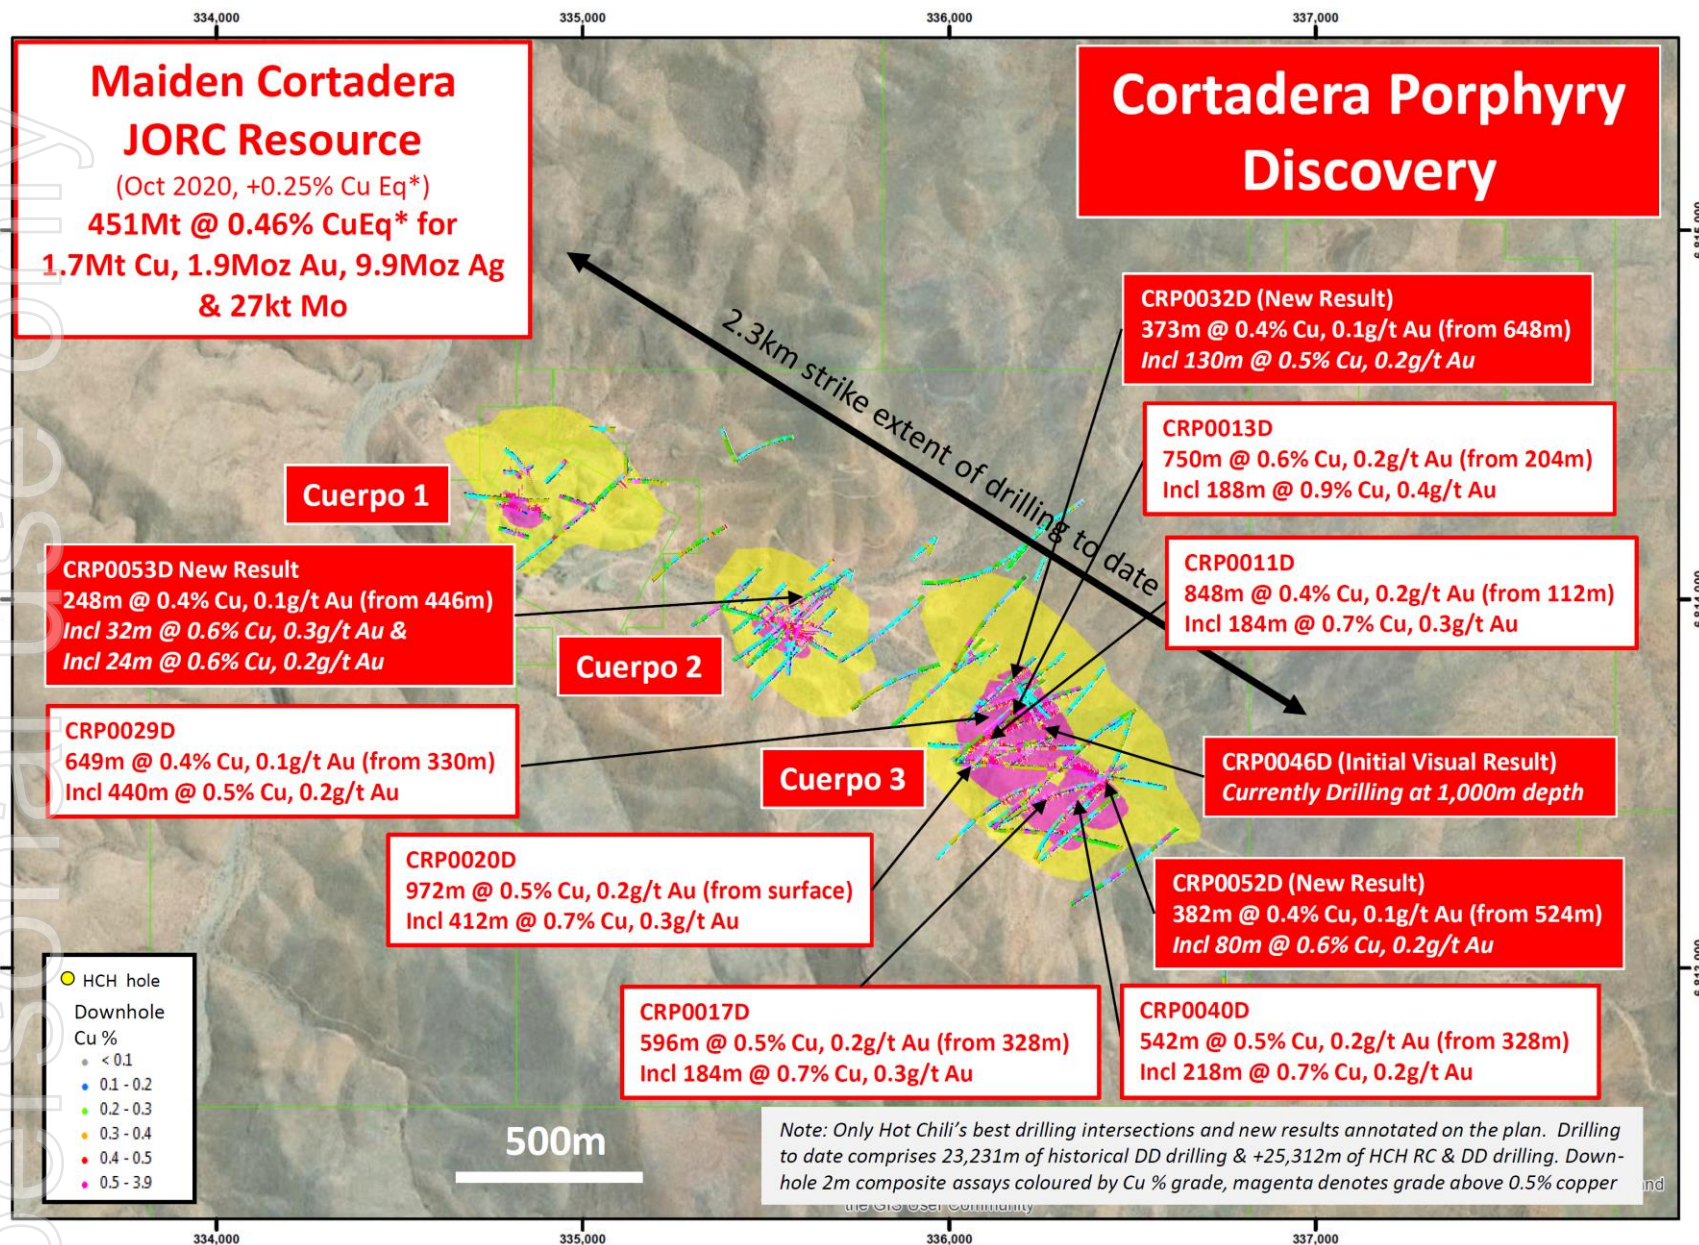 334,000
335,000
336,000
337,000
Maiden Cortadera
JORC Resource
(Oct 2020, +0.25% Cu Eq*)
451Mt @ 0.46% CuEq* for
1.7Mt Cu, 1.9Moz Au, 9.9Moz Ag
& 27kt Mo
Cortadera Porphyry
Discovery
6,815,000
2.3km strike extent of drilling to date
CRP0032D (New Result)
373m @ 0.4% Cu, 0.1g/t Au (from 648m)
Incl 130m @ 0.5% Cu, 0.2g/t Au
CRP0013D
750m @ 0.6% Cu, 0.2g/t Au (from 204m)
Incl 188m @ 0.9% Cu, 0.4g/t Au
Cuerpo 1
CRP0011D
848m @ 0.4% Cu, 0.2g/t Au (from 112m)
Incl 184m @ 0.7% Cu, 0.3g/t Au
6,814,000
CRP0053D New Result
248m @ 0.4% Cu, 0.1g/t Au (from 446m)
Incl 32m @ 0.6% Cu, 0.3g/t Au &
Incl 24m @ 0.6% Cu, 0.2g/t Au
Cuerpo 2
CRP0029D
649m @ 0.4% Cu, 0.1g/t Au (from 330m)
Incl 440m @ 0.5% Cu, 0.2g/t Au
Cuerpo 3
CRP0046D (Initial Visual Result)
Currently Drilling at 1,000m depth
CRP0020D
972m @ 0.5% Cu, 0.2g/t Au (from surface)
Incl 412m @ 0.7% Cu, 0.3g/t Au
CRP0052D (New Result)
382m @ 0.4% Cu, 0.1g/t Au (from 524m)
Incl 80m @ 0.6% Cu, 0.2g/t Au
6,813,000
CRP0017D
596m @ 0.5% Cu, 0.2g/t Au (from 328m)
Incl 184m @ 0.7% Cu, 0.3g/t Au
CRP0040D
542m @ 0.5% Cu, 0.2g/t Au (from 328m)
Incl 218m @ 0.7% Cu, 0.2g/t Au
HCH hole
Downhole
Cu %
< 0.1
0.1 - 0.2
0.2 - 0.3
0.3 - 0.4
0.4 - 0.5
0.5 - 3.9
500m
Note: Only Hot Chili's best drilling intersections and new results annotated on the plan. Drilling
to date comprises 23,231m of historical DD drilling & +25,312m of HCH RC & DD drilling. Down-
hole 2m composite assays coloured by Cu % grade, magenta denotes grade above 0.5% copper
the GIS User Community
334,000
335,000
336,000
337,000
personal use only